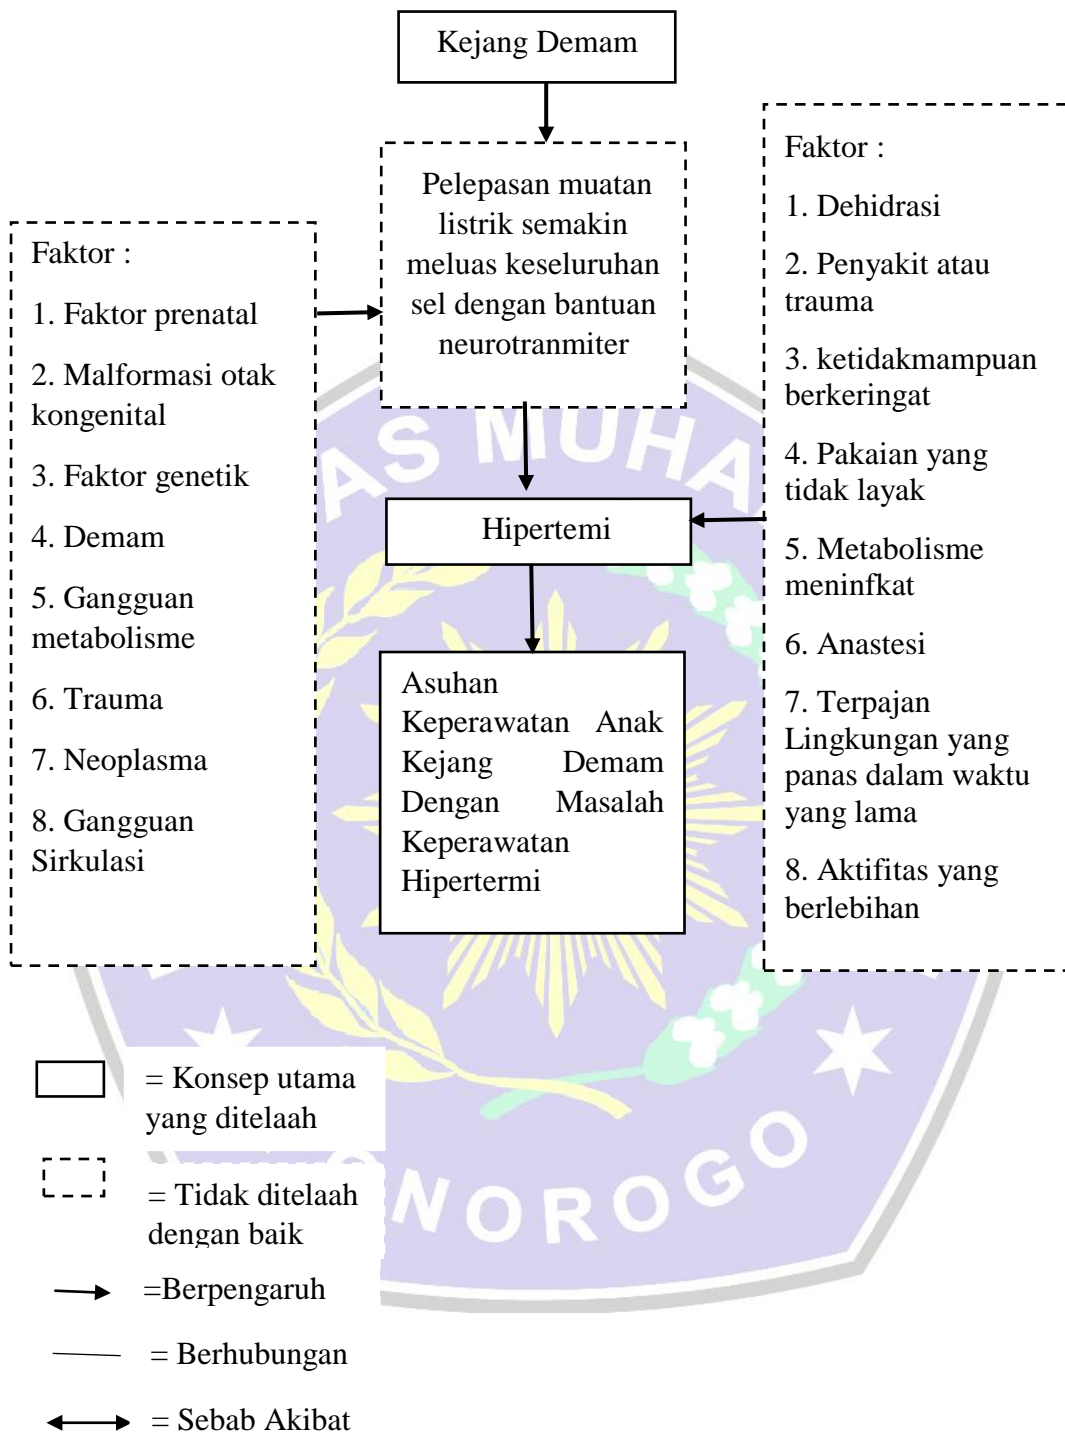 Kejang Demam
Pelepasan muatan
listrik semakin
meluas keseluruhan
sel dengan bantuan
neurotranmiter
Faktor :
1. Faktor prenatal
2. Malformasi otak
kongenital
3. Faktor genetik
4. Demam
5. Gangguan
metabolisme
6. Trauma
7. Neoplasma
8. Gangguan
Sirkulasi
Faktor :
1. Dehidrasi
2. Penyakit atau
trauma
3. ketidakmampuan
berkeringat
4. Pakaian yang
tidak layak
5. Metabolisme
meninfkat
6. Anastesi
7. Terpajan
Lingkungan yang
panas dalam waktu
yang lama
8. Aktifitas yang
berlebihan
Hipertemi
Asuhan
Keperawatan Anak
Kejang Demam
Dengan Masalah
Keperawatan
Hipertermi
= Konsep utama
yang ditelaah
= Tidak ditelaah
dengan baik
=Berpengaruh
= Berhubungan
= Sebab Akibat
AS MUHA
NOROGO